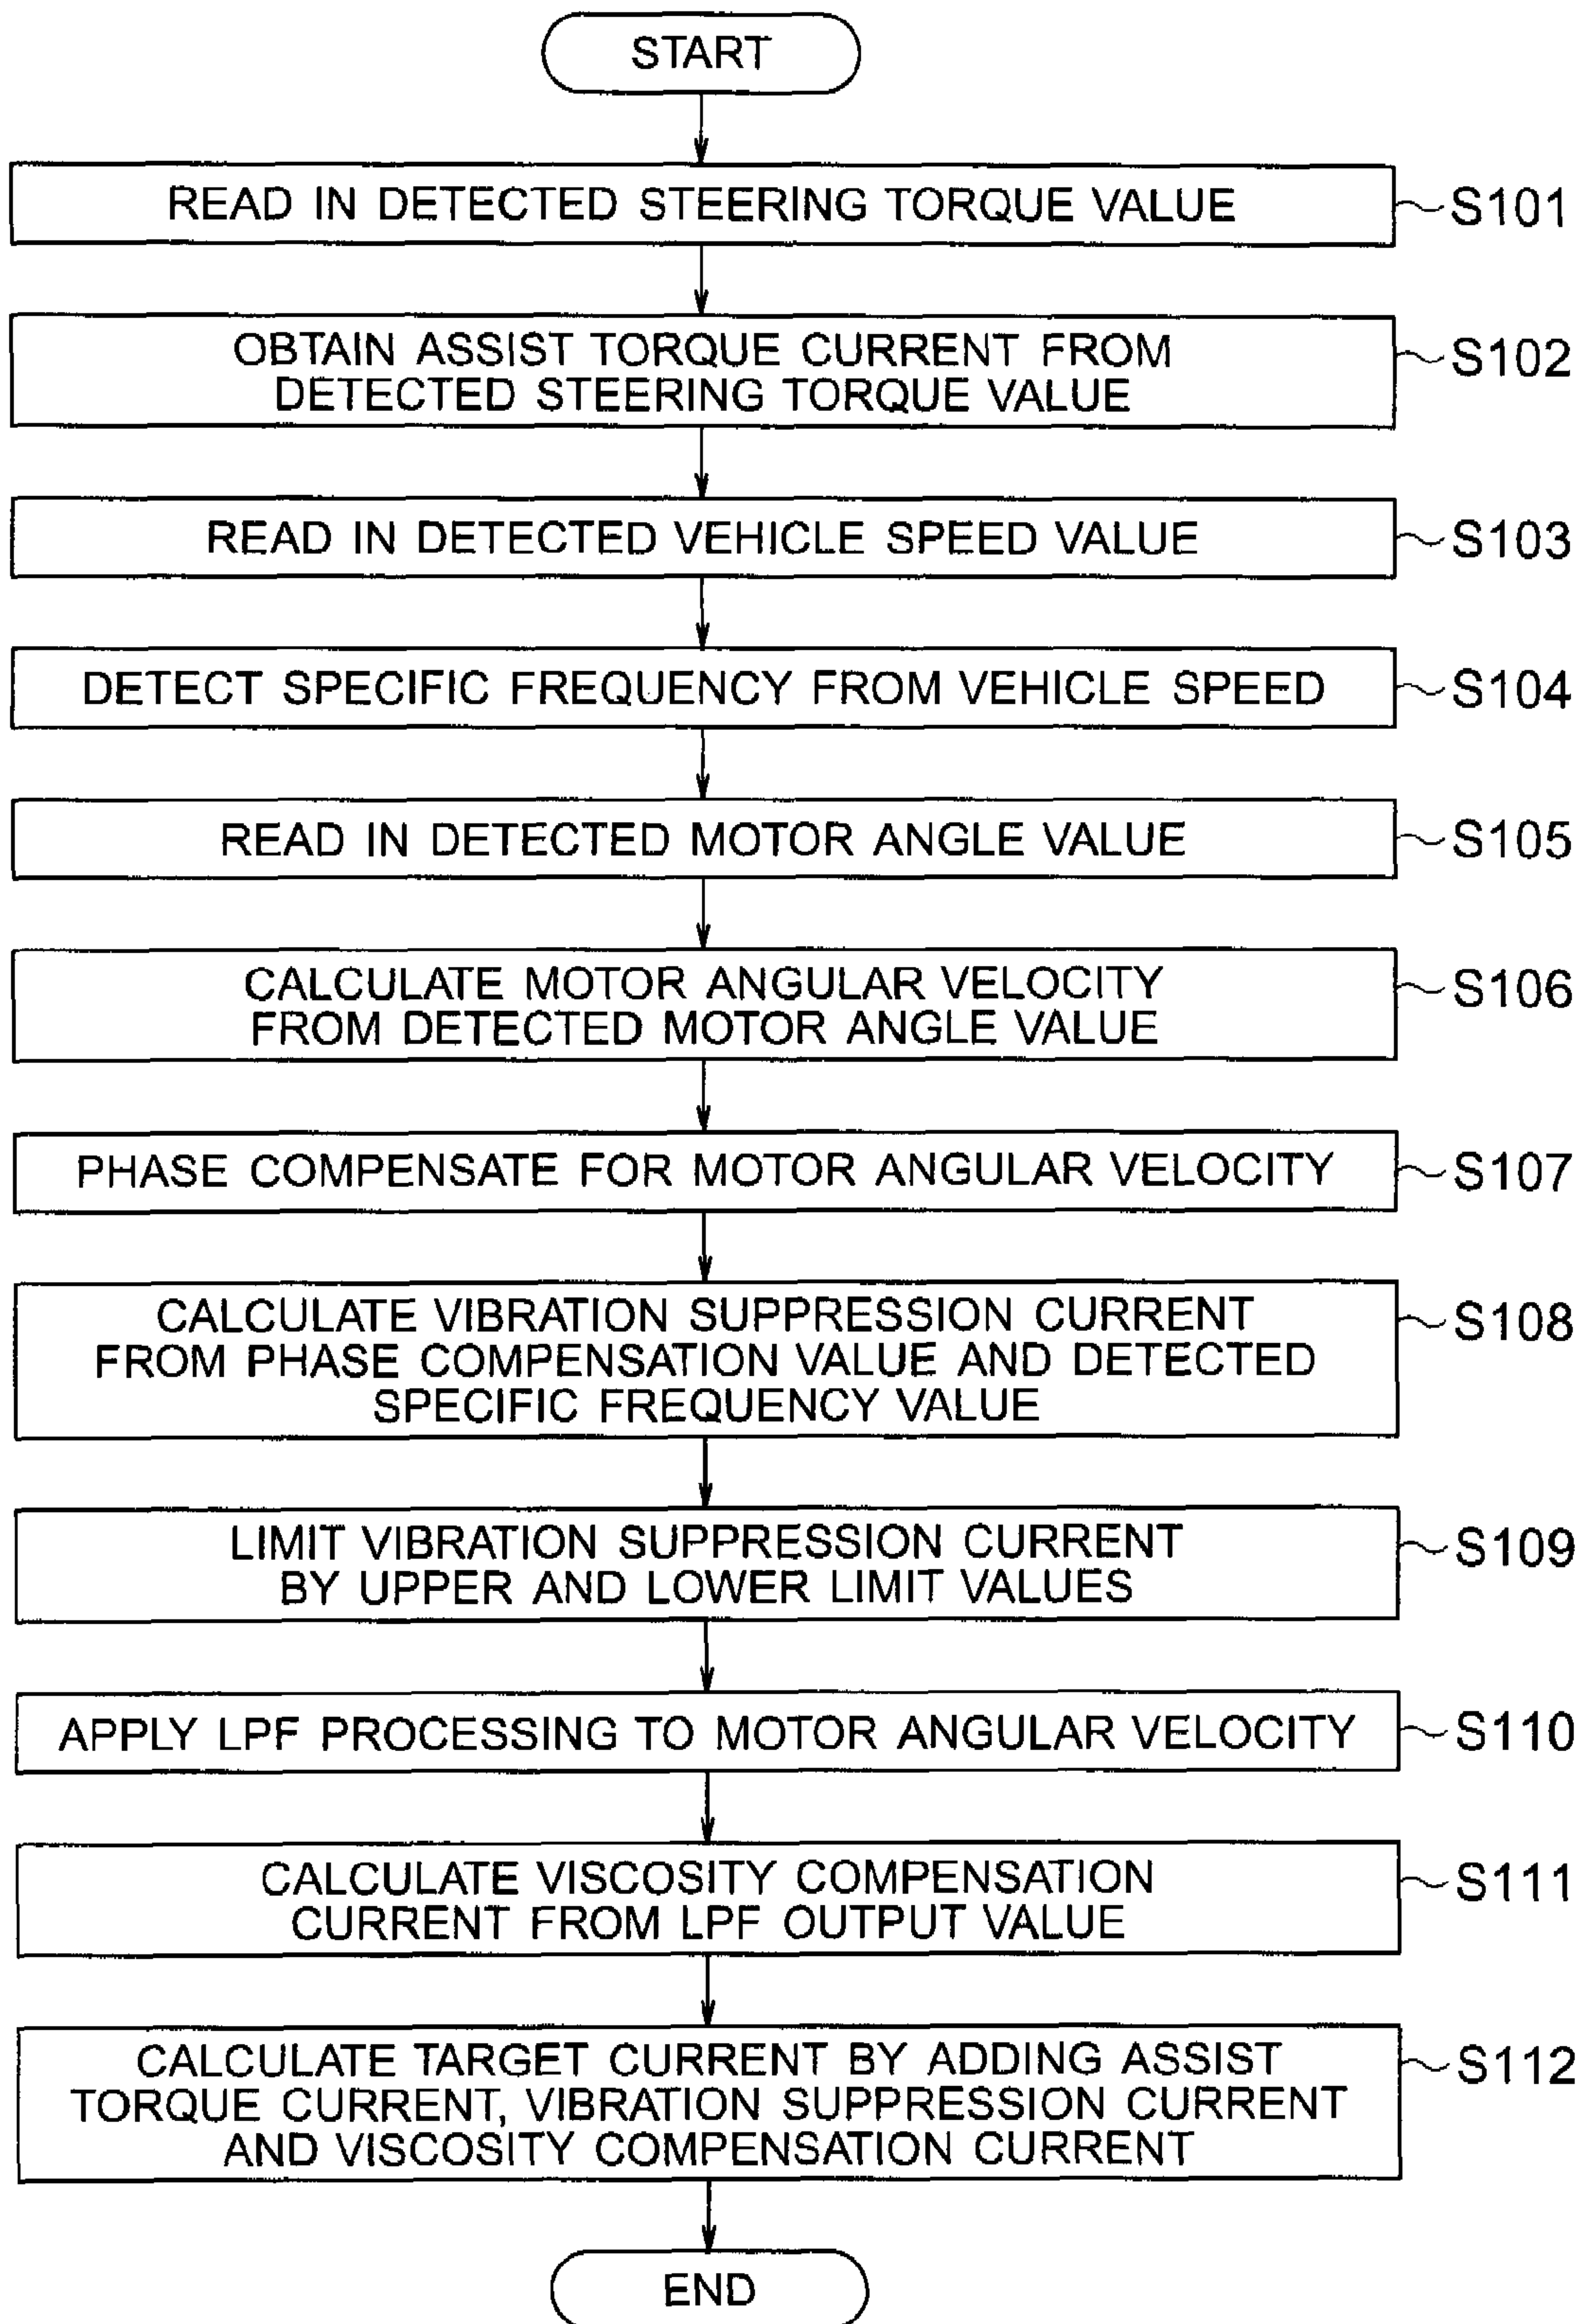 START
READ IN DETECTED STEERING TORQUE VALUE
S101
OBTAIN ASSIST TORQUE CURRENT FROM
DETECTED STEERING TORQUE VALUE
S102
READ IN DETECTED VEHICLE SPEED VALUE
S103
DETECT SPECIFIC FREQUENCY FROM VEHICLE SPEED
S104
READ IN DETECTED MOTOR ANGLE VALUE
S105
CALCULATE MOTOR ANGULAR VELOCITY
FROM DETECTED MOTOR ANGLE VALUE
S106
PHASE COMPENSATE FOR MOTOR ANGULAR VELOCITY
S107
CALCULATE VIBRATION SUPPRESSION CURRENT
FROM PHASE COMPENSATION VALUE AND DETECTED
SPECIFIC FREQUENCY VALUE
S108
LIMIT VIBRATION SUPPRESSION CURRENT
BY UPPER AND LOWER LIMIT VALUES
S109
APPLY LPF PROCESSING TO MOTOR ANGULAR VELOCITY
S110
CALCULATE VISCOSITY COMPENSATION
CURRENT FROM LPF OUTPUT VALUE
S111
CALCULATE TARGET CURRENT BY ADDING ASSIST
TORQUE CURRENT, VIBRATION SUPPRESSION CURRENT
AND VISCOSITY COMPENSATION CURRENT
S112
END